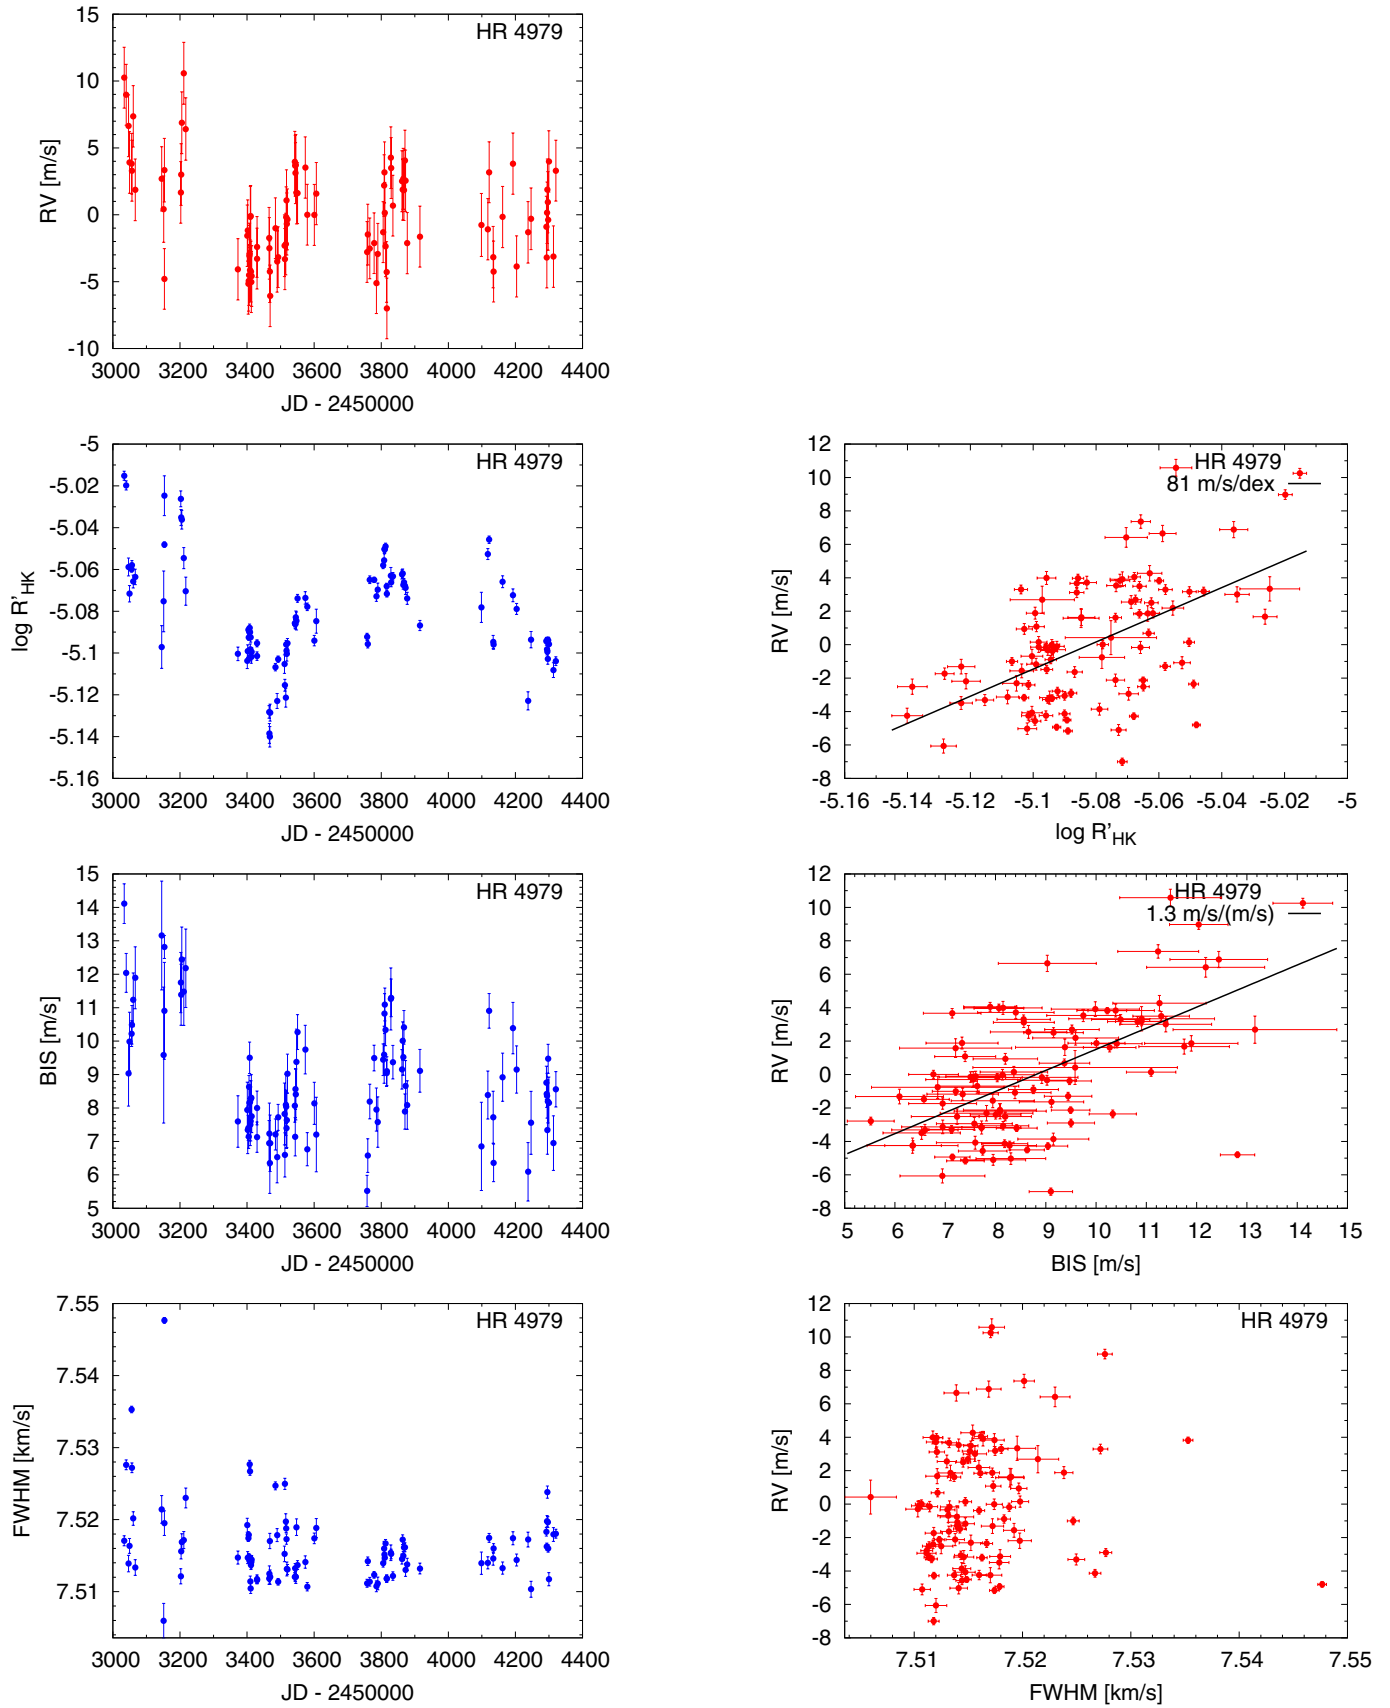 15
10
5
0
-5
-10
RV [m/s]
HR 4979
3000 3200 3400 3600 3800 4000 4200 4400
JD - 2450000
-5
-5.02
-5.04
-5.06
-5.08
-5.1
-5.12
-5.14
-5.16
log R'HK
HR 4979
3000 3200 3400 3600 3800 4000 4200 4400
JD - 2450000
12
10
8
6
4
2
0
-2
-4
-6
-8
RV [m/s]
HR 4979
81 m/s/dex
-5.16 -5.14 -5.12 -5.1 -5.08 -5.06 -5.04 -5.02 -5
log R'HK
15
14
13
12
11
10
9
8
7
6
5
BIS [m/s]
HR 4979
3000 3200 3400 3600 3800 4000 4200 4400
JD - 2450000
12
10
8
6
4
2
0
-2
-4
-6
-8
RV [m/s]
HR 4979
1.3 m/s/(m/s)
5 6 7 8 9 10 11 12 13 14 15
BIS [m/s]
7.55
7.54
7.53
7.52
7.51
FWHM [km/s]
HR 4979
3000 3200 3400 3600 3800 4000 4200 4400
JD - 2450000
12
10
8
6
4
2
0
-2
-4
-6
-8
RV [m/s]
HR 4979
7.51 7.52 7.53 7.54 7.55
FWHM [km/s]